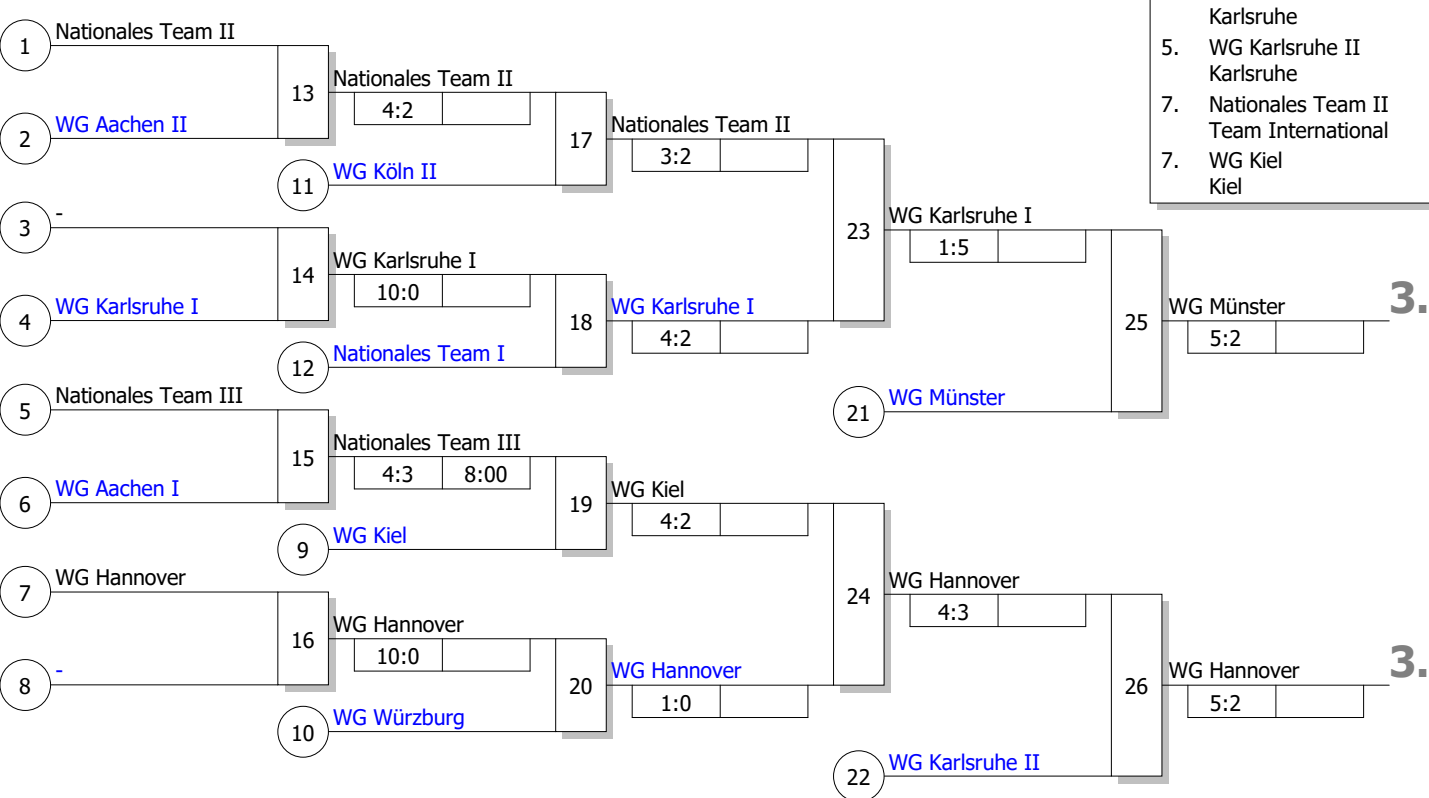 Karlsruhe
5. WG Karlsruhe II
Karlsruhe
7. Nationales Team II
Team International
7. WG Kiel
Kiel
1 Nationales Team II
2 WG Aachen II
13 Nationales Team II
4:2
11 WG Köln II
17 Nationales Team II
3:2
3 -
4 WG Karlsruhe I
14 WG Karlsruhe I
10:0
12 Nationales Team I
18 WG Karlsruhe I
4:2
23 WG Karlsruhe I
1:5
21 WG Münster
25 WG Münster 3.
5:2
5 Nationales Team III
6 WG Aachen I
15 Nationales Team III
4:3 8:00
9 WG Kiel
19 WG Kiel
4:2
7 WG Hannover
8 -
16 WG Hannover
10:0
10 WG Würzburg
20 WG Hannover
1:0
24 WG Hannover
4:3
22 WG Karlsruhe II
26 WG Hannover 3.
5:2